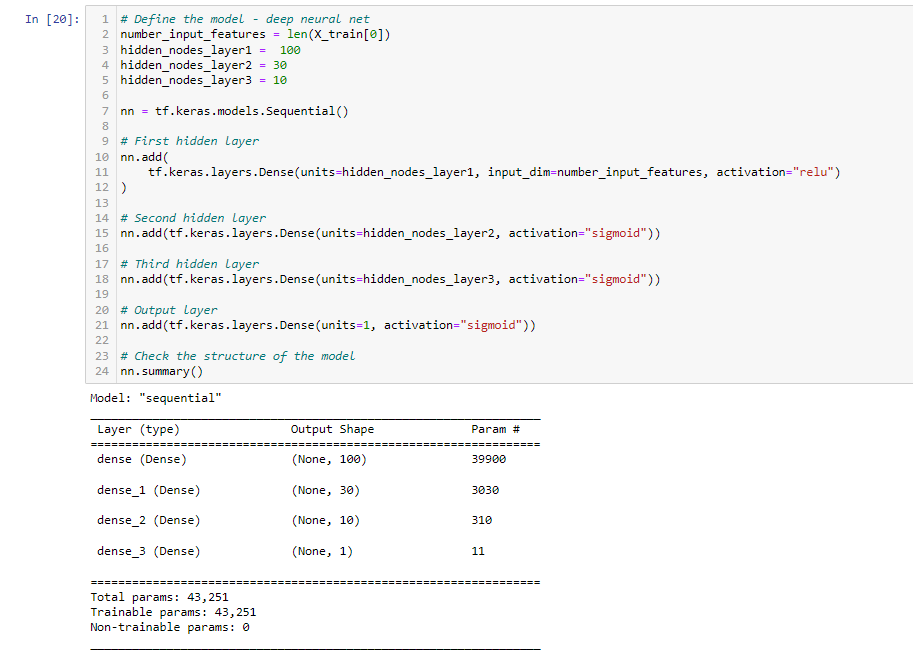 In [20]:
1 # Define the model - deep neural net
2 number_input_features = len(X_train[0])
3 hidden_nodes_layer1 =  100
4 hidden_nodes_layer2 = 30
5 hidden_nodes_layer3 = 10
6
7 nn = tf.keras.models.Sequential()
8
9 # First hidden layer
10 nn.add(
11     tf.keras.layers.Dense(units=hidden_nodes_layer1, input_dim=number_input_features, activation="relu")
12 )
13
14 # Second hidden layer
15 nn.add(tf.keras.layers.Dense(units=hidden_nodes_layer2, activation="sigmoid"))
16
17 # Third hidden layer
18 nn.add(tf.keras.layers.Dense(units=hidden_nodes_layer3, activation="sigmoid"))
19
20 # Output layer
21 nn.add(tf.keras.layers.Dense(units=1, activation="sigmoid"))
22
23 # Check the structure of the model
24 nn.summary()
Model: "sequential"
_________________________________________________________________
Layer (type)                Output Shape              Param #
=================================================================
dense (Dense)               (None, 100)               39900
dense_1 (Dense)             (None, 30)                3030
dense_2 (Dense)             (None, 10)                310
dense_3 (Dense)             (None, 1)                 11
=================================================================
Total params: 43,251
Trainable params: 43,251
Non-trainable params: 0
_________________________________________________________________